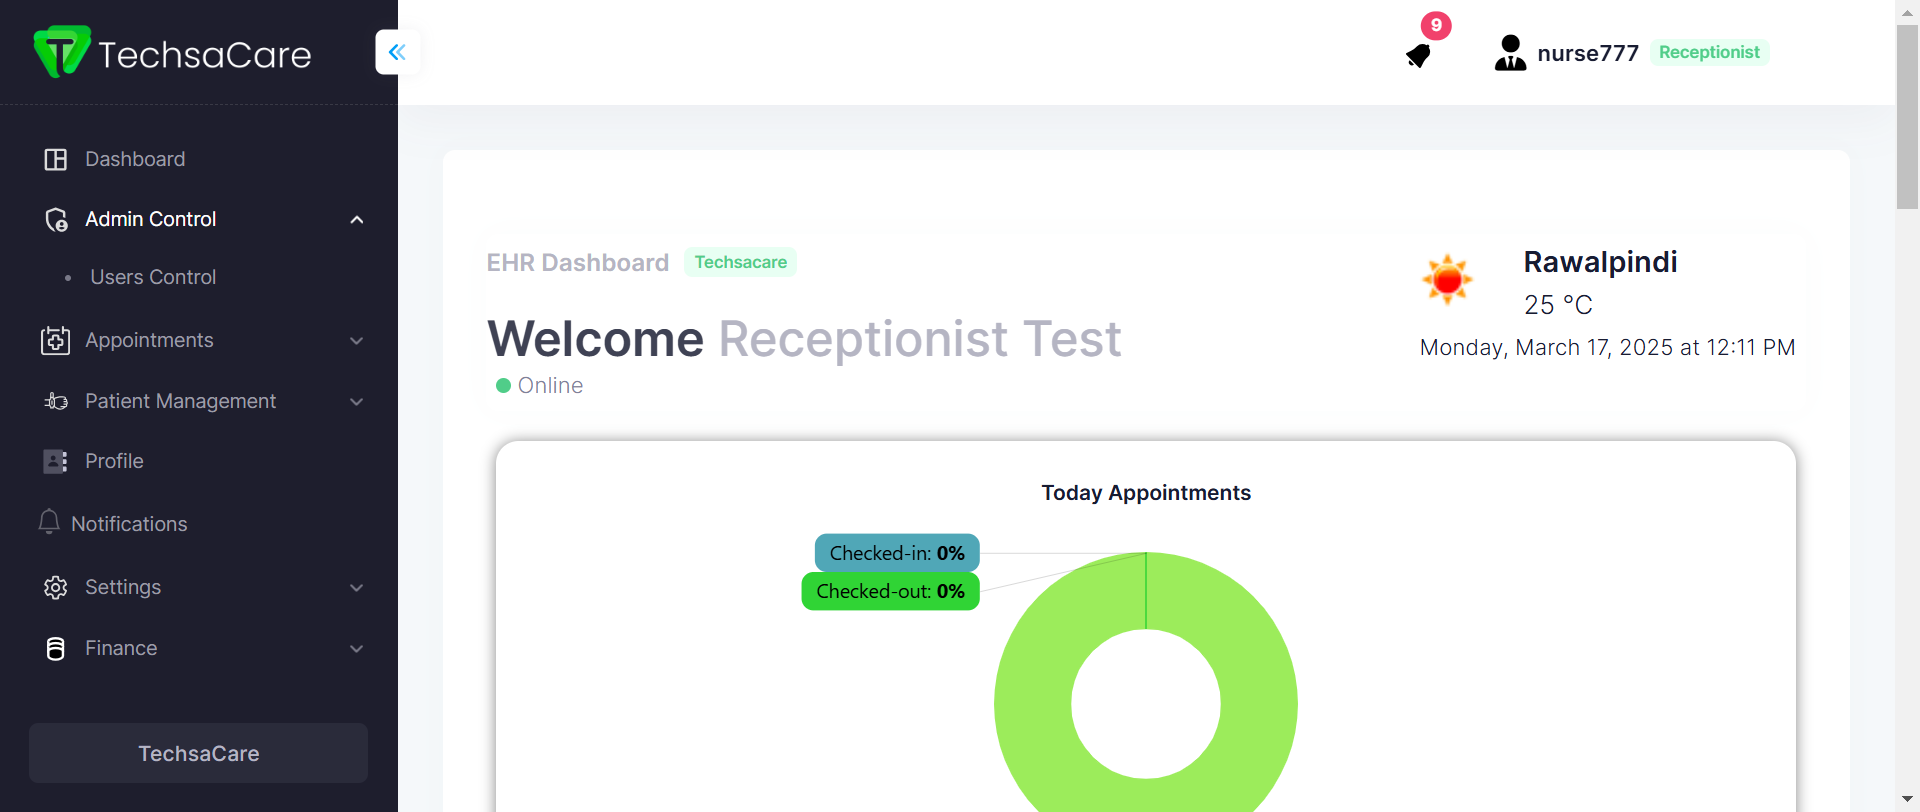 TechsaCare
9
nurse777 Receptionist
Dashboard
Admin Control
Users Control
Appointments
Patient Management
Profile
Notifications
Settings
Finance
TechsaCare
EHR Dashboard Techsacare
Welcome Receptionist Test
Online
Rawalpindi
25 °C
Monday, March 17, 2025 at 12:11 PM
Today Appointments
Checked-in: 0%
Checked-out: 0%